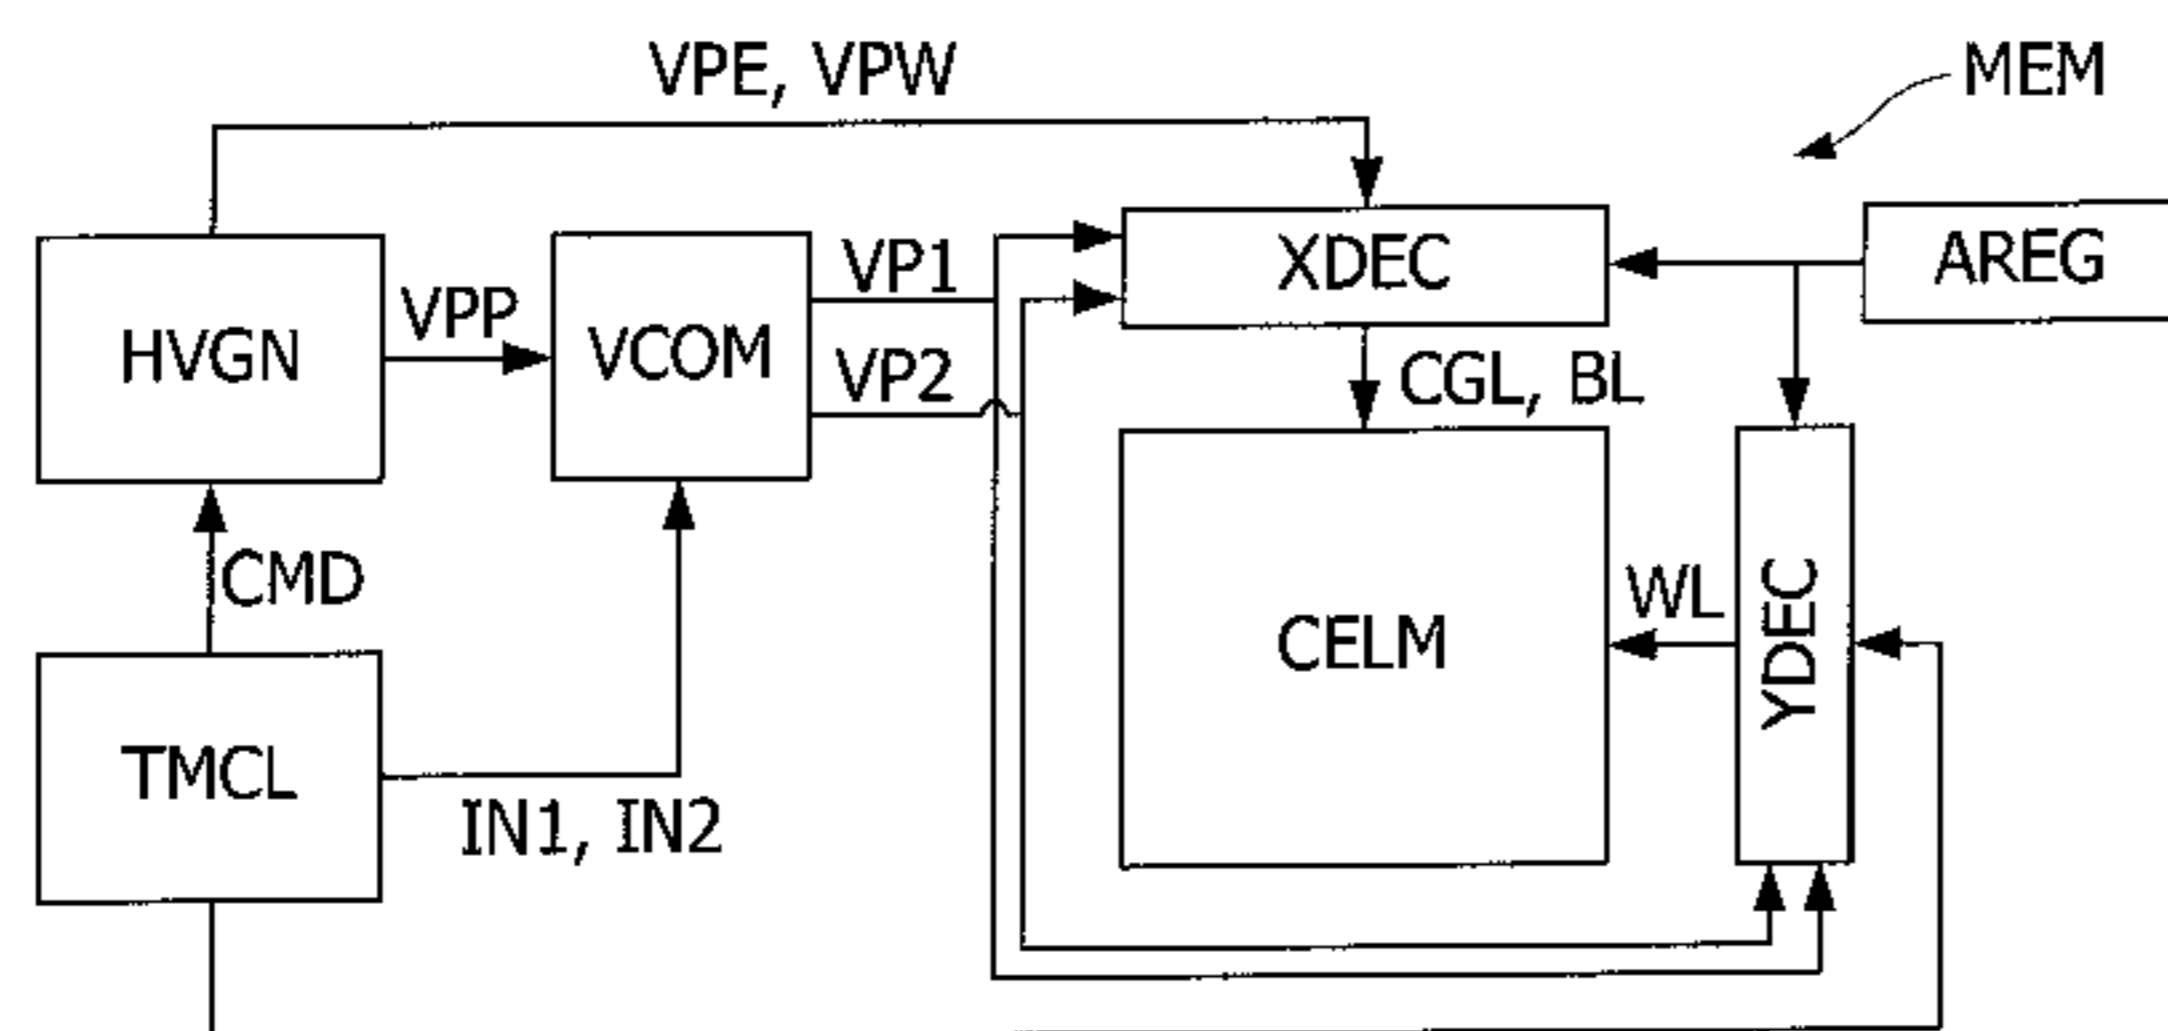 VPE, VPW
MEM
HVGN
VPP
VCOM
VP1
VP2
XDEC
AREG
CGL, BL
CMD
TMCL
IN1, IN2
CELM
WL
YDEC